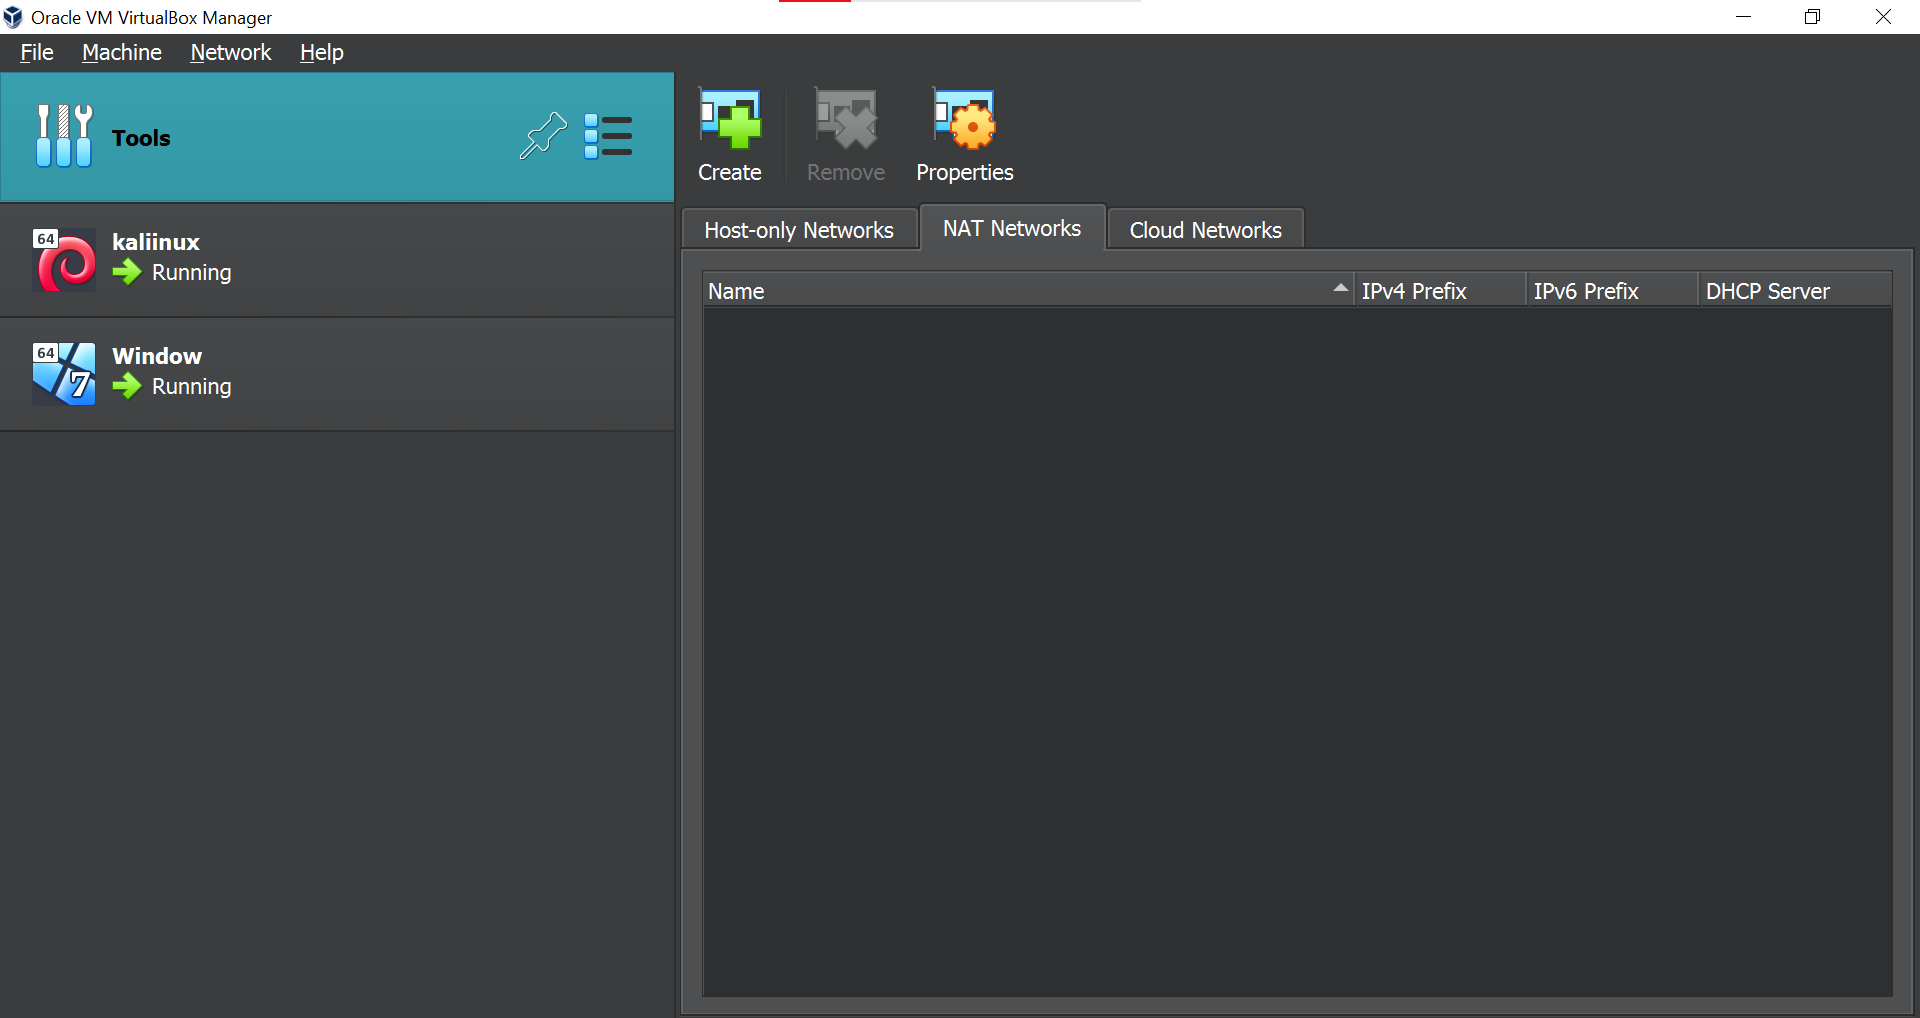 Oracle VM VirtualBox Manager
File Machine Network Help
Tools
Create
Remove
Properties
Host-only Networks
NAT Networks
Cloud Networks
64
kaliinux
Running
64
7
Window
Running
Name
IPv4 Prefix
IPv6 Prefix
DHCP Server